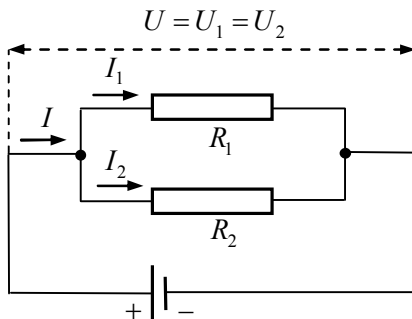 U = U₁ = U₂
I₁
I
R₁
I₂
R₂
+ −